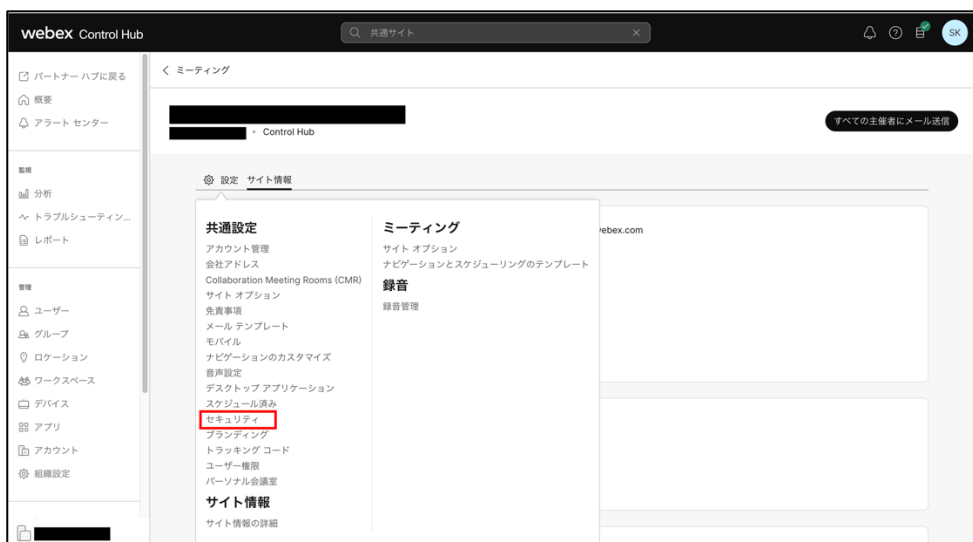 webex Control Hub
共通サイト
SK
パートナー ハブに戻る
概要
アラート センター
監視
分析
トラブルシューティン...
レポート
管理
ユーザー
グループ
ロケーション
ワークスペース
デバイス
アプリ
アカウント
組織設定
ミーティング
• Control Hub
すべての主催者にメール送信
設定 サイト情報
共通設定
アカウント管理
会社アドレス
Collaboration Meeting Rooms (CMR)
サイト オプション
免責事項
メール テンプレート
モバイル
ナビゲーションのカスタマイズ
音声設定
デスクトップ アプリケーション
スケジュール済み
セキュリティ
ブランディング
トラッキング コード
ユーザー権限
パーソナル会議室
サイト情報
サイト情報の詳細
ミーティング
サイト オプション
ナビゲーションとスケジューリングのテンプレート
録音
録音管理
ebex.com